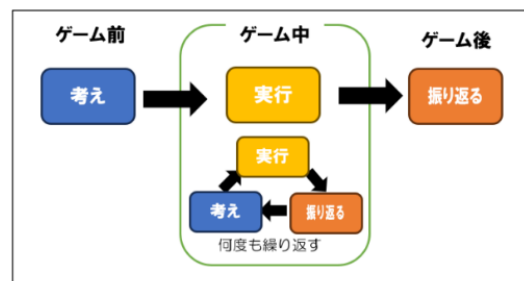 ゲーム前
ゲーム中
ゲーム後
考え
実行
振り返る
実行
考え
振り返る
何度も繰り返す